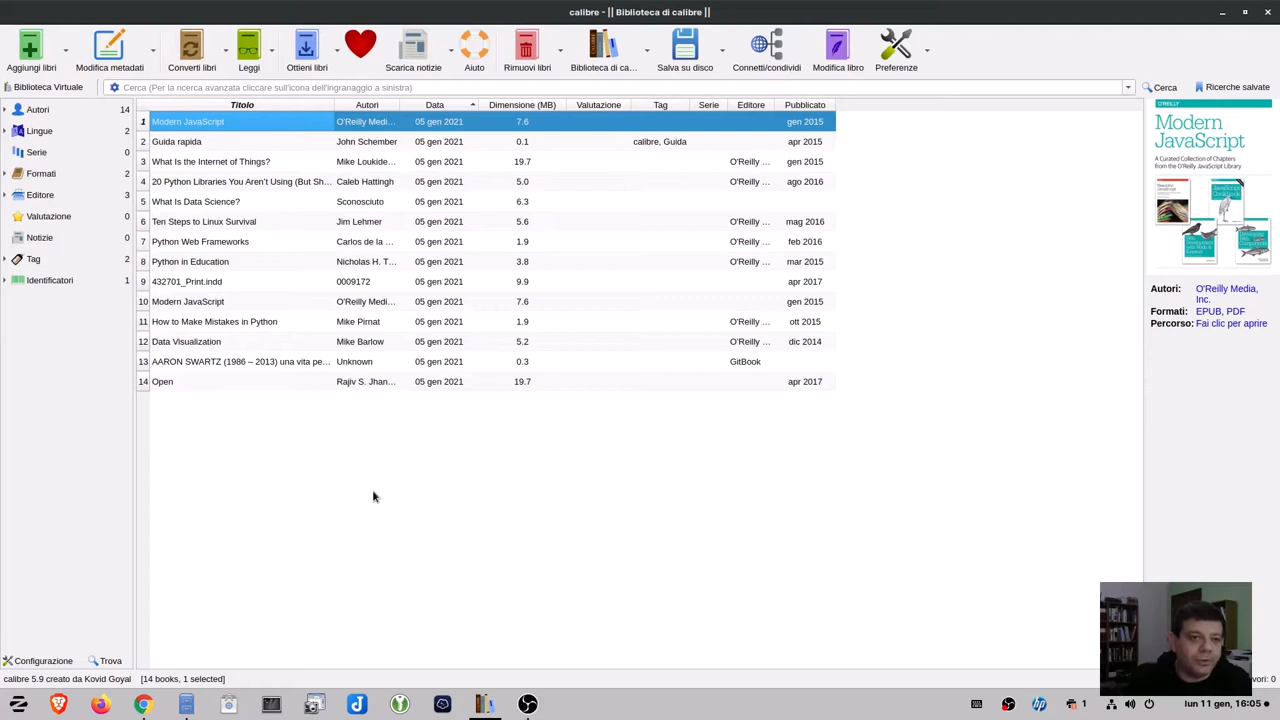 calibre - || Biblioteca di calibre ||
Aggiungi libri
Modifica metadati
Converti libri
Leggi
Ottieni libri
Scarica notizie
Aiuto
Rimuovi libri
Biblioteca di ca...
Salva su disco
Connetti/condividi
Modifica libro
Preferenze
Biblioteca Virtuale
Cerca (Per la ricerca avanzata cliccare sull'icona dell'ingranaggio a sinistra)
Cerca
Ricerche salvate
Autori 14
Lingue 2
Serie 0
Formati 2
Editore 3
Valutazione 0
Notizie 0
Tag 2
Identificatori 1
Titolo Autori Data Dimensione (MB) Valutazione Tag Serie Editore Pubblicato
1 Modern JavaScript O'Reilly Medi... 05 gen 2021 7.6 gen 2015
2 Guida rapida John Schember 05 gen 2021 0.1 calibre, Guida apr 2015
3 What Is the Internet of Things? Mike Loukide... 05 gen 2021 19.7 O'Reilly ... gen 2015
4 20 Python Libraries You Aren't Using (But Sh... Caleb Hattingh 05 gen 2021 5.0 O'Reilly ... ago 2016
5 What Is Data Science? Sconosciuto 05 gen 2021 6.3
6 Ten Steps to Linux Survival Jim Lehmer 05 gen 2021 5.6 O'Reilly ... mag 2016
7 Python Web Frameworks Carlos de la ... 05 gen 2021 1.9 O'Reilly ... feb 2016
8 Python in Education Nicholas H. T... 05 gen 2021 3.8 O'Reilly ... mar 2015
9 432701_Print.indd 0009172 05 gen 2021 9.9 apr 2017
10 Modern JavaScript O'Reilly Medi... 05 gen 2021 7.6 gen 2015
11 How to Make Mistakes in Python Mike Pirnat 05 gen 2021 1.9 O'Reilly ... ott 2015
12 Data Visualization Mike Barlow 05 gen 2021 5.2 O'Reilly ... dic 2014
13 AARON SWARTZ (1986 – 2013) una vita pe... Unknown 05 gen 2021 0.3 GitBook
14 Open Rajiv S. Jhan... 05 gen 2021 19.7 apr 2017
O'REILLY
Modern
JavaScript
A Curated Collection of Chapters
from the O'Reilly JavaScript Library
Autori: O'Reilly Media,
Inc.
Formati: EPUB, PDF
Percorso: Fai clic per aprire
Configurazione
Trova
calibre 5.9 creato da Kovid Goyal [14 books, 1 selected]
vori: 0
1
lun 11 gen, 16:05